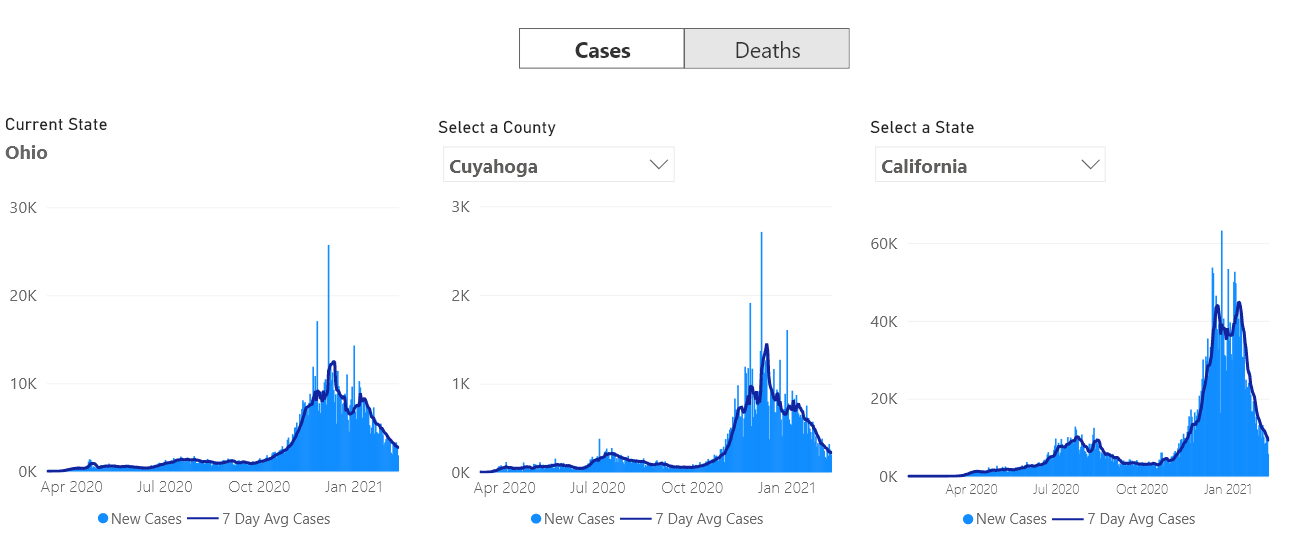 Cases Deaths
Current State
Ohio
30K
20K
10K
0K
Apr 2020 Jul 2020 Oct 2020 Jan 2021
New Cases 7 Day Avg Cases
Select a County
Cuyahoga
3K
2K
1K
0K
Apr 2020 Jul 2020 Oct 2020 Jan 2021
New Cases 7 Day Avg Cases
Select a State
California
60K
40K
20K
0K
Apr 2020 Jul 2020 Oct 2020 Jan 2021
New Cases 7 Day Avg Cases